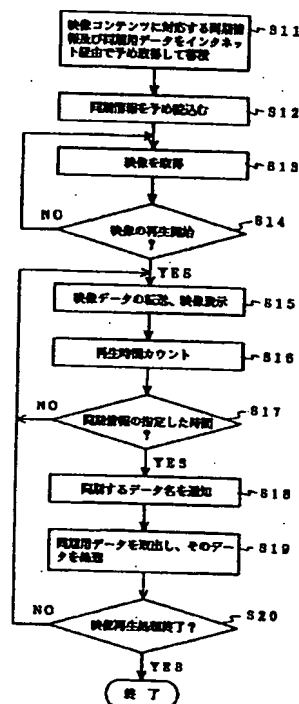 映像コンテンツに対応する同期情
報及び同期用データをインタネッ
ト経由で予め取得して蓄積
S11
同期情報を予め読込む
S12
映像を取得
S13
NO
映像の再生開始
?
S14
YES
映像データの転送、映像表示
S15
再生時間カウント
S16
NO
同期情報の指定した時間
?
S17
YES
同期するデータ名を通知
S18
同期用データを取出し、そのデー
タを処理
S19
NO
映像再生処理終了?
S20
YES
終了